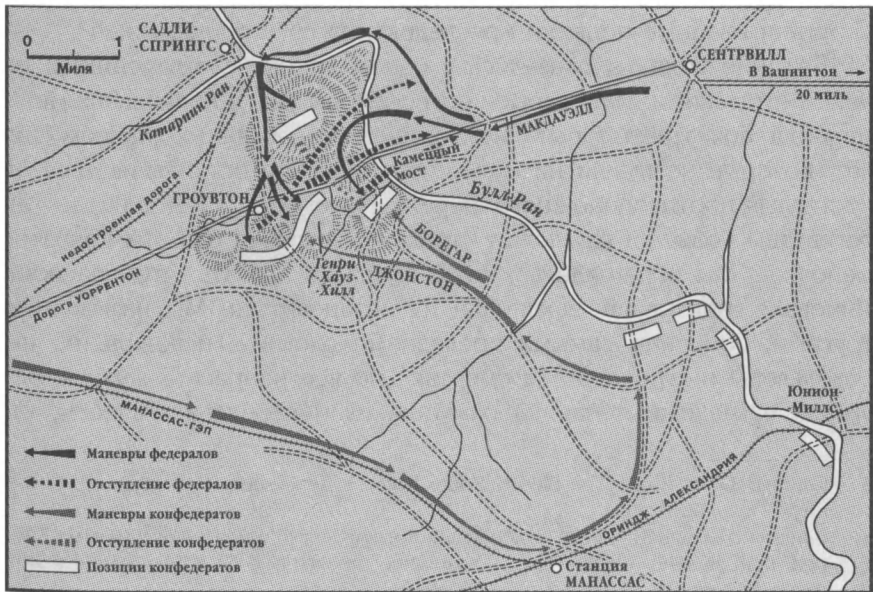 САДЛИ-
-СПРИНГС
0 1
Миля
СЕНТРВИЛЛ
В Вашингтон →
20 миль
Катарпин-Ран
МАКДАУЭЛЛ
Каменный
мост
недостроенная дорога
ГРОУВТОН
Булл-Ран
БОРЕГАР
Генри
-Хауз-
-Хилл
ДЖОНСТОН
Дорога УОРРЕНТОН
МАНАССАС-ГЭП
Юнион-
-Миллс
ОРИНДЖ – АЛЕКСАНДРИЯ
Маневры федералов
Отступление федералов
Маневры конфедератов
Отступление конфедератов
Позиции конфедератов
Станция
МАНАССАС